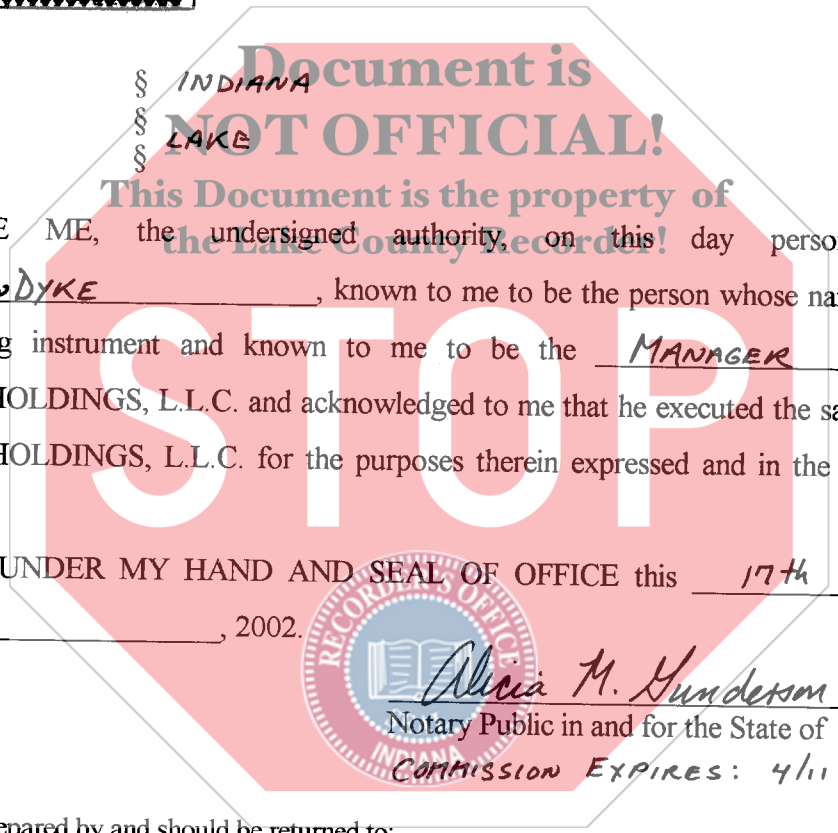 Document is
§ INDIANA
NOT OFFICIAL!
§
§ LAKE
This Document is the property of
the Lake County Recorder!
E ME, the undersigned authority, on this day perso
DYKE , known to me to be the person whose na
g instrument and known to me to be the MANAGER
HOLDINGS, L.L.C. and acknowledged to me that he executed the sa
HOLDINGS, L.L.C. for the purposes therein expressed and in the
STOP
UNDER MY HAND AND SEAL OF OFFICE this 17th
, 2002.
RECORDER'S OFFICE
INDIANA
Alicia M. Gunderson
Notary Public in and for the State of
COMMISSION EXPIRES: 4/11
epared by and should be returned to: